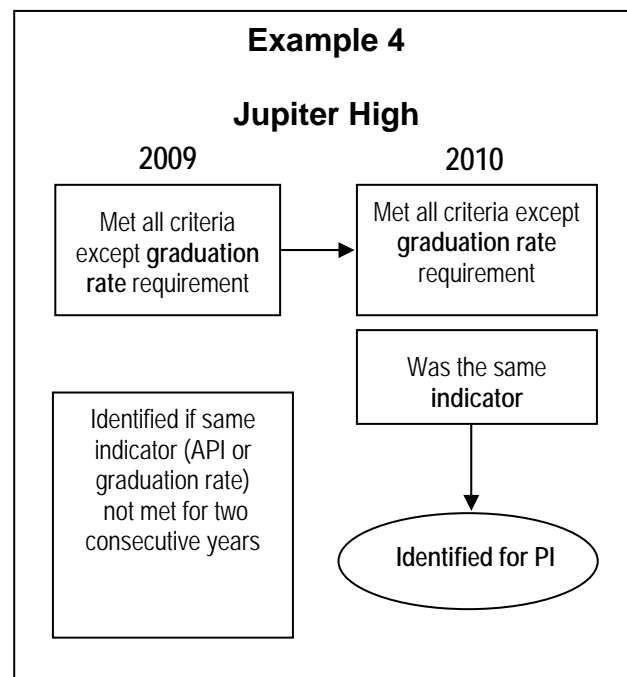 Example 4
Jupiter High
2009
Met all criteria
except graduation
rate requirement
2010
Met all criteria except
graduation rate
requirement
Was the same
indicator
Identified if same
indicator (API or
graduation rate)
not met for two
consecutive years
Identified for PI